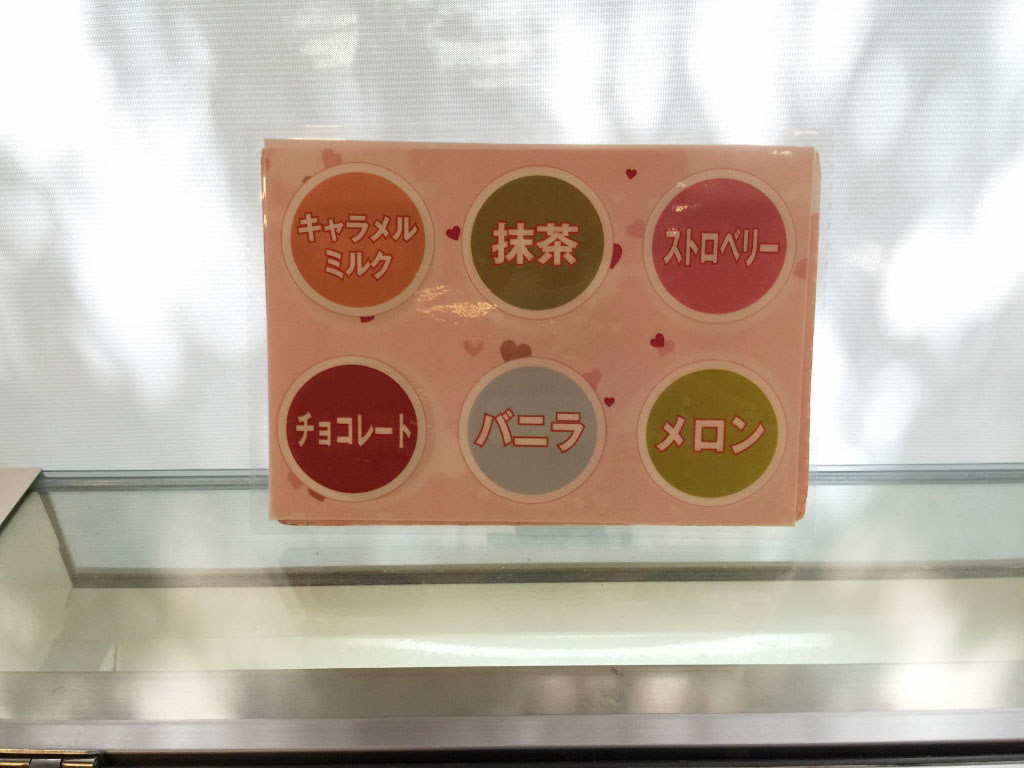 キャラメル
ミルク
抹茶
ストロベリー
チョコレート
バニラ
メロン